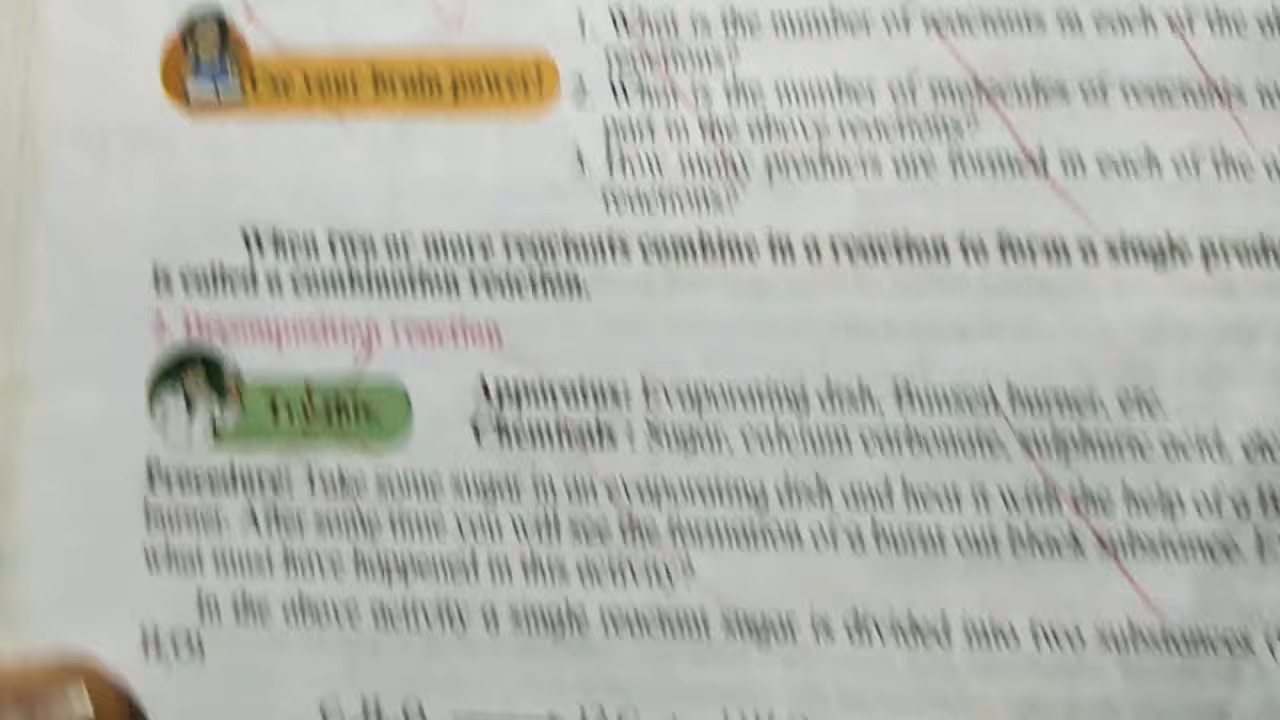 Use your brain power!
1. What is the number of reactants in each of the
reactions?
2. What is the number of molecules of reactants
part in the above reactions?
3. How many products are formed in each of the
reactions?
When two or more reactants combine in a reaction to form a single
is called a combination reaction.
2. Decomposition reaction
Try this
Apparatus: Evaporating dish, Bunsen burner, etc.
Chemicals : Sugar, calcium carbonate, sulphuric acid,
Procedure: Take some sugar in an evaporating dish and heat it with the help of a
burner. After some time you will see the formation of a burnt out black substance.
what must have happened in this activity?
In the above activity a single reactant sugar is divided into two substances